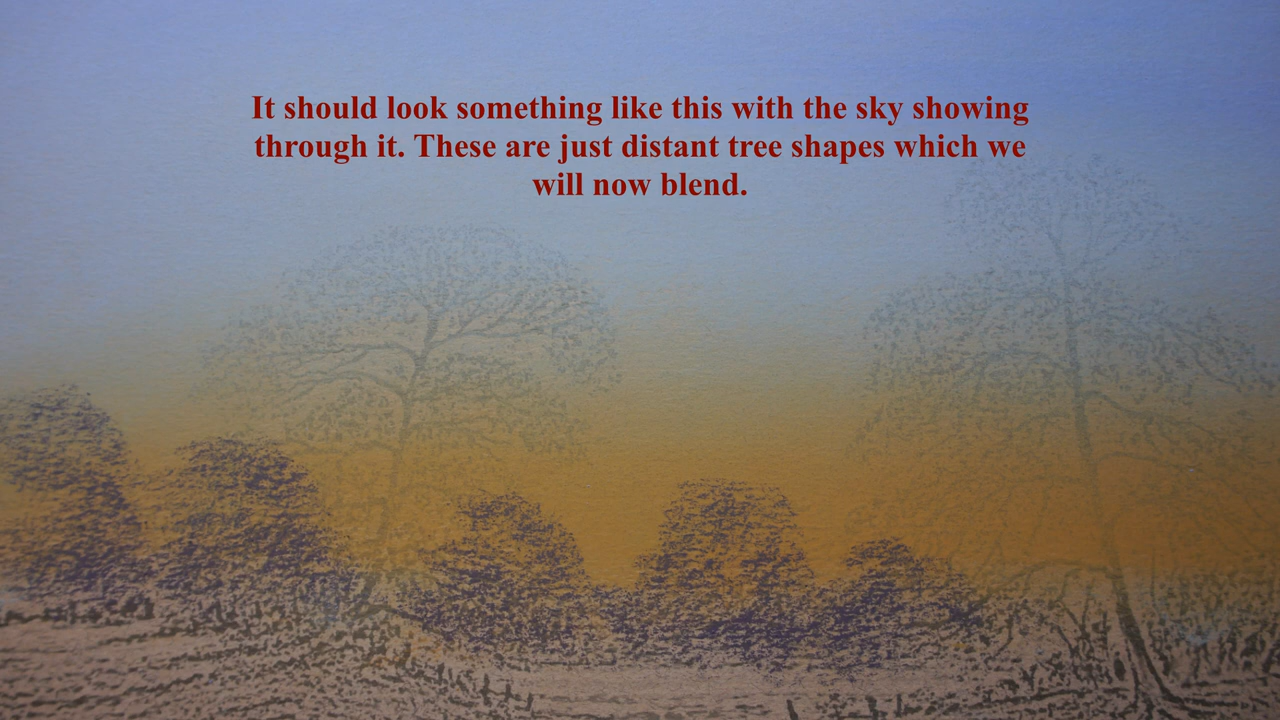 It should look something like this with the sky showing
through it. These are just distant tree shapes which we
will now blend.